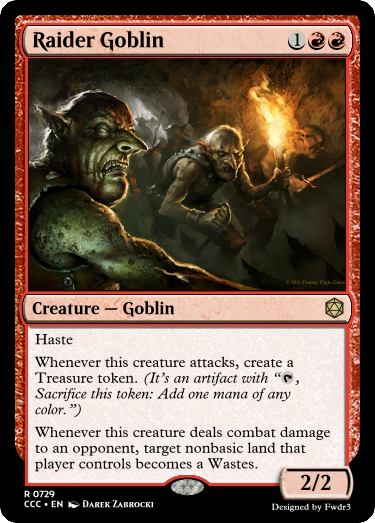 Raider Goblin 1
Creature — Goblin
Haste
Whenever this creature attacks, create a
Treasure token. (It's an artifact with “,
Sacrifice this token: Add one mana of any
color.”)
Whenever this creature deals combat damage
to an opponent, target nonbasic land that
player controls becomes a Wastes.
2/2
R 0729
CCC • EN DAREK ZABROCKI
Designed by Fwdr3